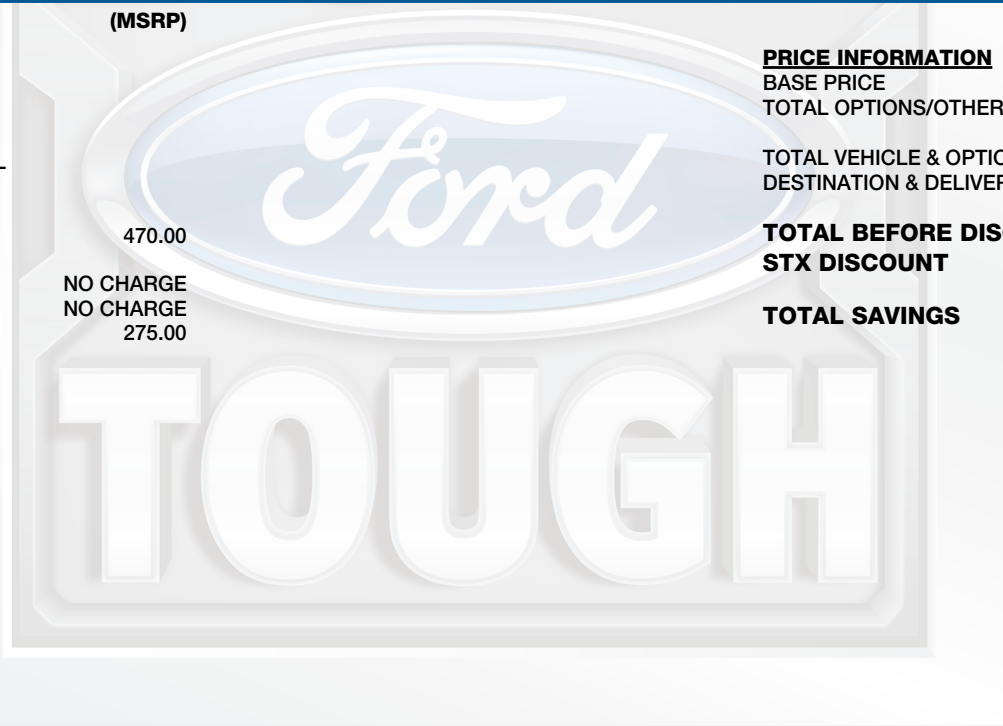 (MSRP)
470.00
NO CHARGE
NO CHARGE
275.00
PRICE INFORMATION
BASE PRICE
TOTAL OPTIONS/OTHER
TOTAL VEHICLE & OPTIO
DESTINATION & DELIVER
TOTAL BEFORE DIS
STX DISCOUNT
TOTAL SAVINGS
Ford
TOUGH